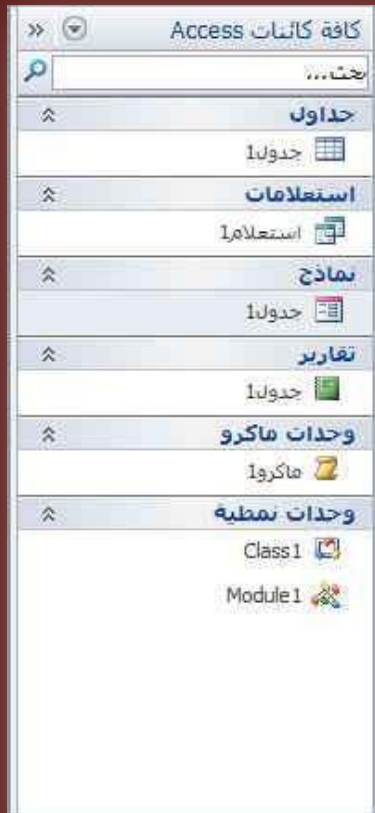 كافة كائنات Access
بحث...
جداول
جدول1
استعلامات
استعلام1
نماذج
جدول1
تقارير
جدول1
وحدات ماكرو
ماكرو1
وحدات نمطية
Class1
Module1